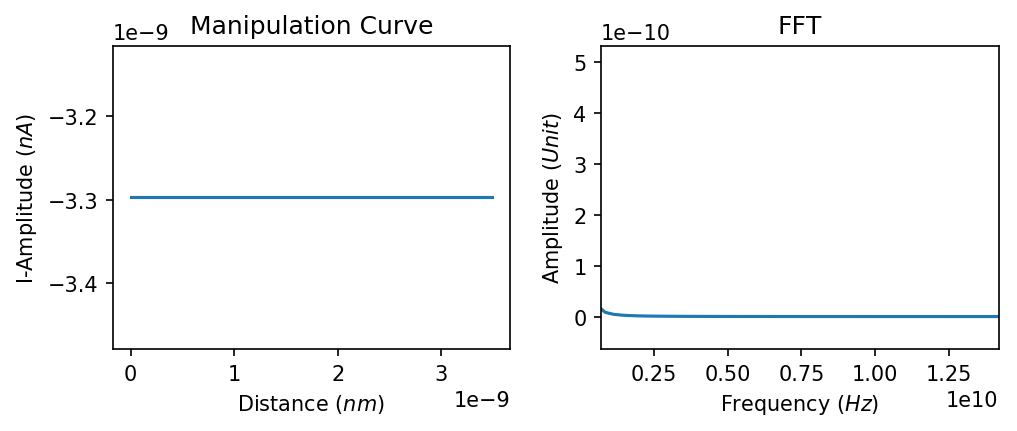 Manipulation Curve
1e−9
I-Amplitude (nA)
−3.2
−3.3
−3.4
0 1 2 3
1e−9
Distance (nm)
FFT
1e−10
Amplitude (Unit)
5
4
3
2
1
0
0.25 0.50 0.75 1.00 1.25
1e10
Frequency (Hz)